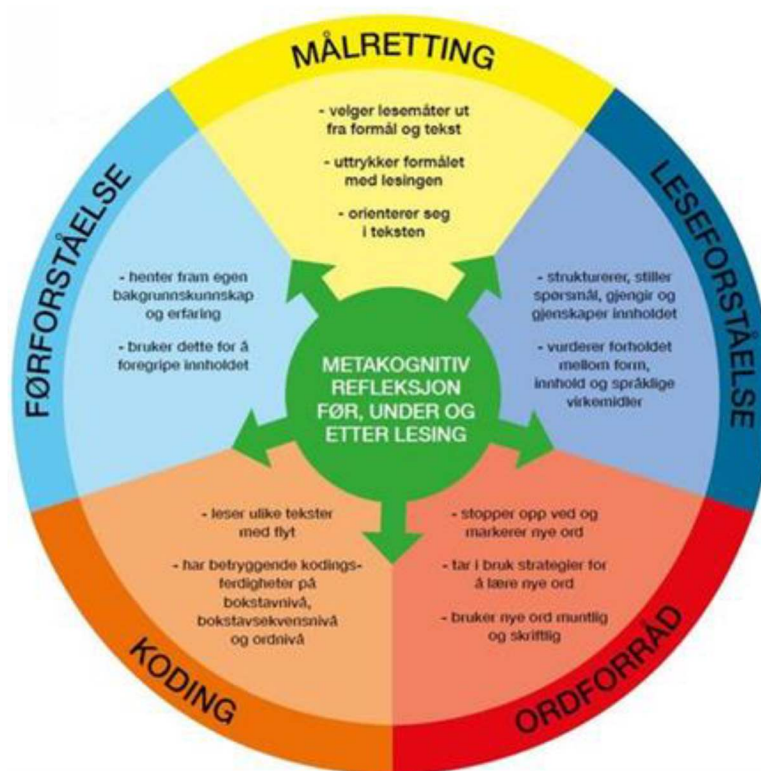 MÅLRETTING
- velger lesemåter ut
fra formål og tekst
- uttrykker formålet
med lesingen
- orienterer seg
i teksten
LESEFORSTÅELSE
- strukturerer, stiller
spørsmål, gjengir og
gjenskaper innholdet
- vurderer forholdet
mellom form,
innhold og språklige
virkemidler
ORDFORRÅD
- stopper opp ved og
markerer nye ord
- tar i bruk strategier for
å lære nye ord
- bruker nye ord muntlig
og skriftlig
KODING
- leser ulike tekster
med flyt
- har betryggende kodings-
ferdigheter på
bokstavnivå,
bokstavsekvensnivå
og ordnivå
FØRFORSTÅELSE
- henter fram egen
bakgrunnskunnskap
og erfaring
- bruker dette for å
foregripe innholdet
METAKOGNITIV
REFLEKSJON
FØR, UNDER OG
ETTER LESING